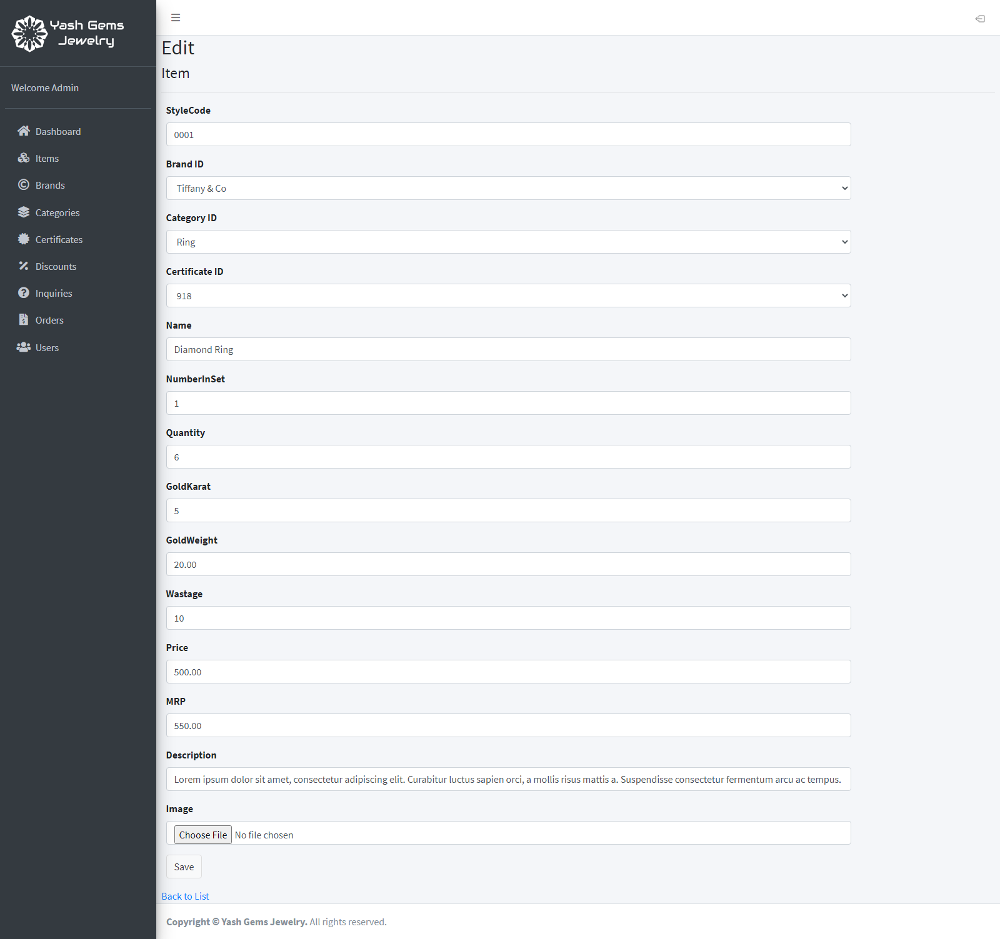 Yash Gems
Jewelry
Welcome Admin
Dashboard
Items
Brands
Categories
Certificates
Discounts
Inquiries
Orders
Users
Edit
Item
StyleCode
0001
Brand ID
Tiffany & Co
Category ID
Ring
Certificate ID
918
Name
Diamond Ring
NumberInSet
1
Quantity
6
GoldKarat
5
GoldWeight
20.00
Wastage
10
Price
500.00
MRP
550.00
Description
Lorem ipsum dolor sit amet, consectetur adipiscing elit. Curabitur luctus sapien orci, a mollis risus mattis a. Suspendisse consectetur fermentum arcu ac tempus.
Image
Choose File No file chosen
Save
Back to List
Copyright © Yash Gems Jewelry. All rights reserved.